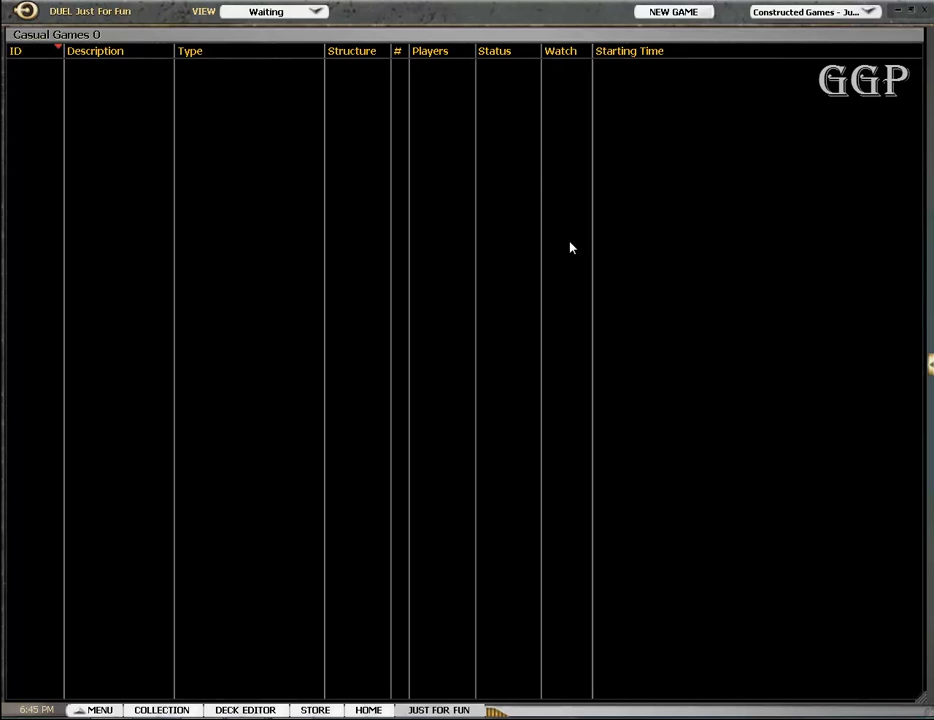 DUEL Just For Fun VIEW Waiting NEW GAME Constructed Games - Ju...
Casual Games 0
ID Description Type Structure # Players Status Watch Starting Time
GGP
6:45 PM MENU COLLECTION DECK EDITOR STORE HOME JUST FOR FUN